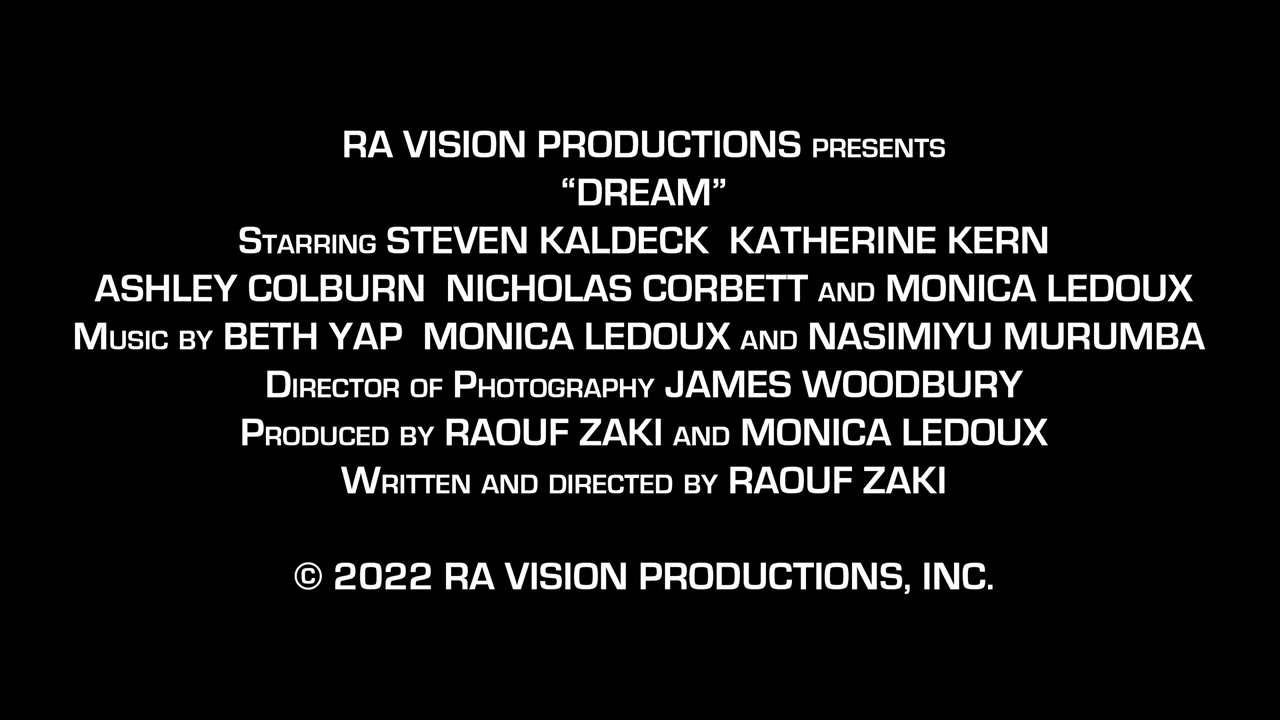 RA VISION PRODUCTIONS PRESENTS
“DREAM”
STARRING STEVEN KALDECK KATHERINE KERN
ASHLEY COLBURN NICHOLAS CORBETT AND MONICA LEDOUX
MUSIC BY BETH YAP MONICA LEDOUX AND NASIMIYU MURUMBA
DIRECTOR OF PHOTOGRAPHY JAMES WOODBURY
PRODUCED BY RAOUF ZAKI AND MONICA LEDOUX
WRITTEN AND DIRECTED BY RAOUF ZAKI
© 2022 RA VISION PRODUCTIONS, INC.